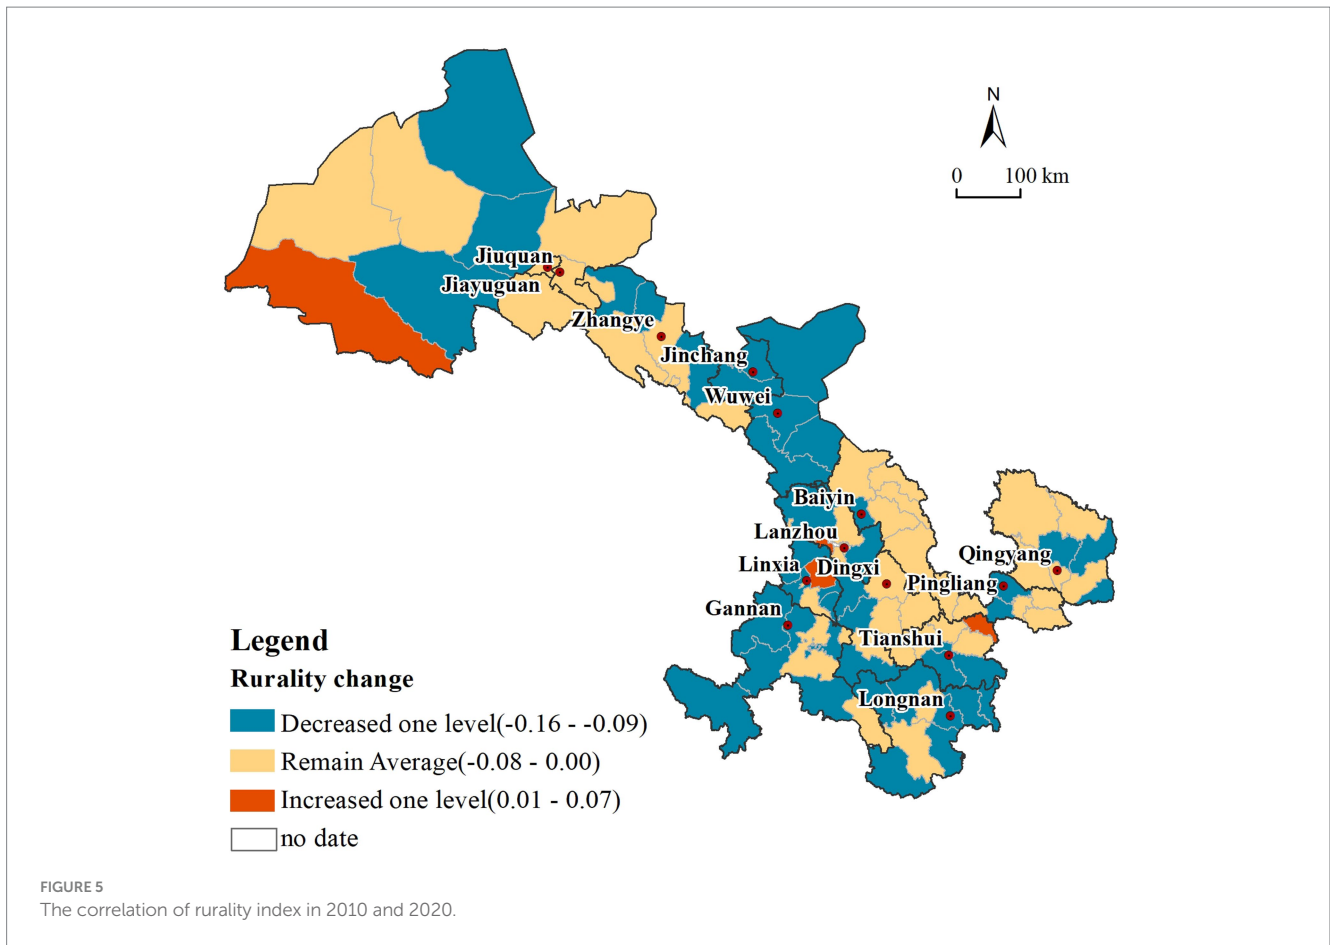 N
0 100 km
Jiuquan
Jiayuguan
Zhangye
Jinchang
Wuwei
Baiyin
Lanzhou
Qingyang
Linxia
Dingxi
Pingliang
Gannan
Tianshui
Longnan
Legend
Rurality change
Decreased one level(-0.16 - -0.09)
Remain Average(-0.08 - 0.00)
Increased one level(0.01 - 0.07)
no date
FIGURE 5
The correlation of rurality index in 2010 and 2020.